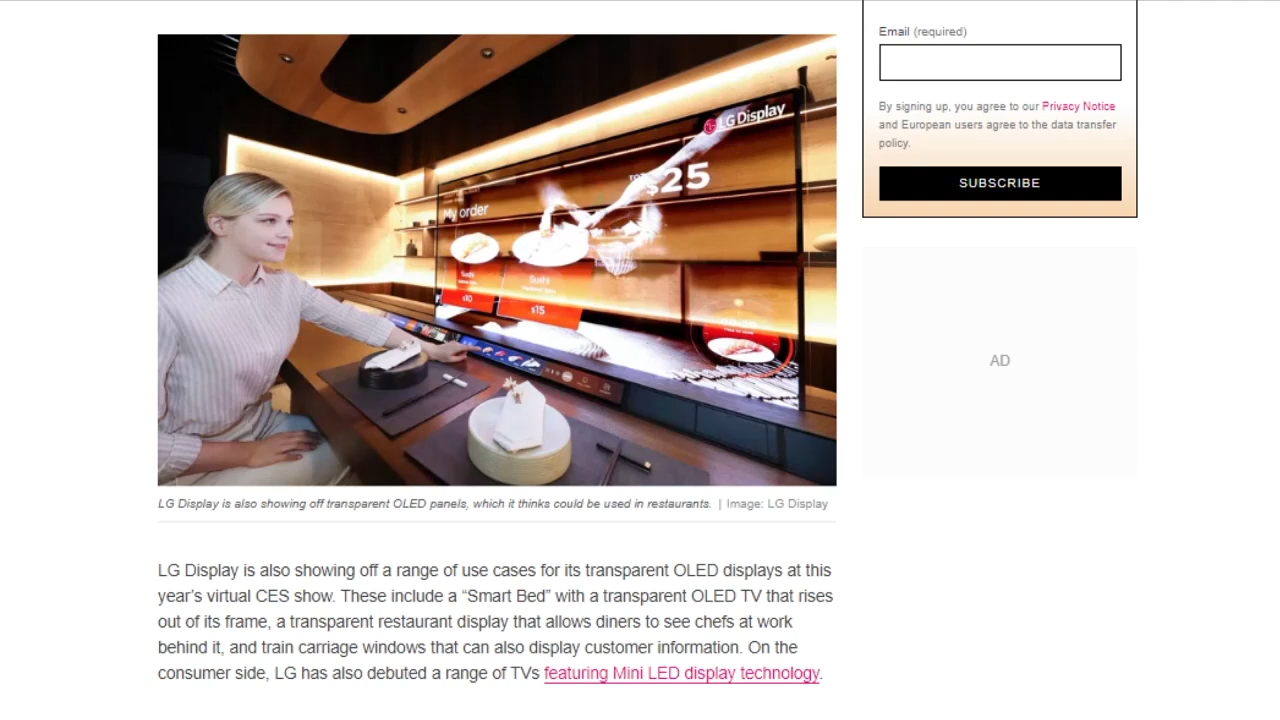 Email (required)
By signing up, you agree to our Privacy Notice
and European users agree to the data transfer
policy.
SUBSCRIBE
AD
LG Display
$25
My order
Sushi
$10
Sushi
$15
LG Display is also showing off transparent OLED panels, which it thinks could be used in restaurants. | Image: LG Display
LG Display is also showing off a range of use cases for its transparent OLED displays at this
year’s virtual CES show. These include a “Smart Bed” with a transparent OLED TV that rises
out of its frame, a transparent restaurant display that allows diners to see chefs at work
behind it, and train carriage windows that can also display customer information. On the
consumer side, LG has also debuted a range of TVs featuring Mini LED display technology.